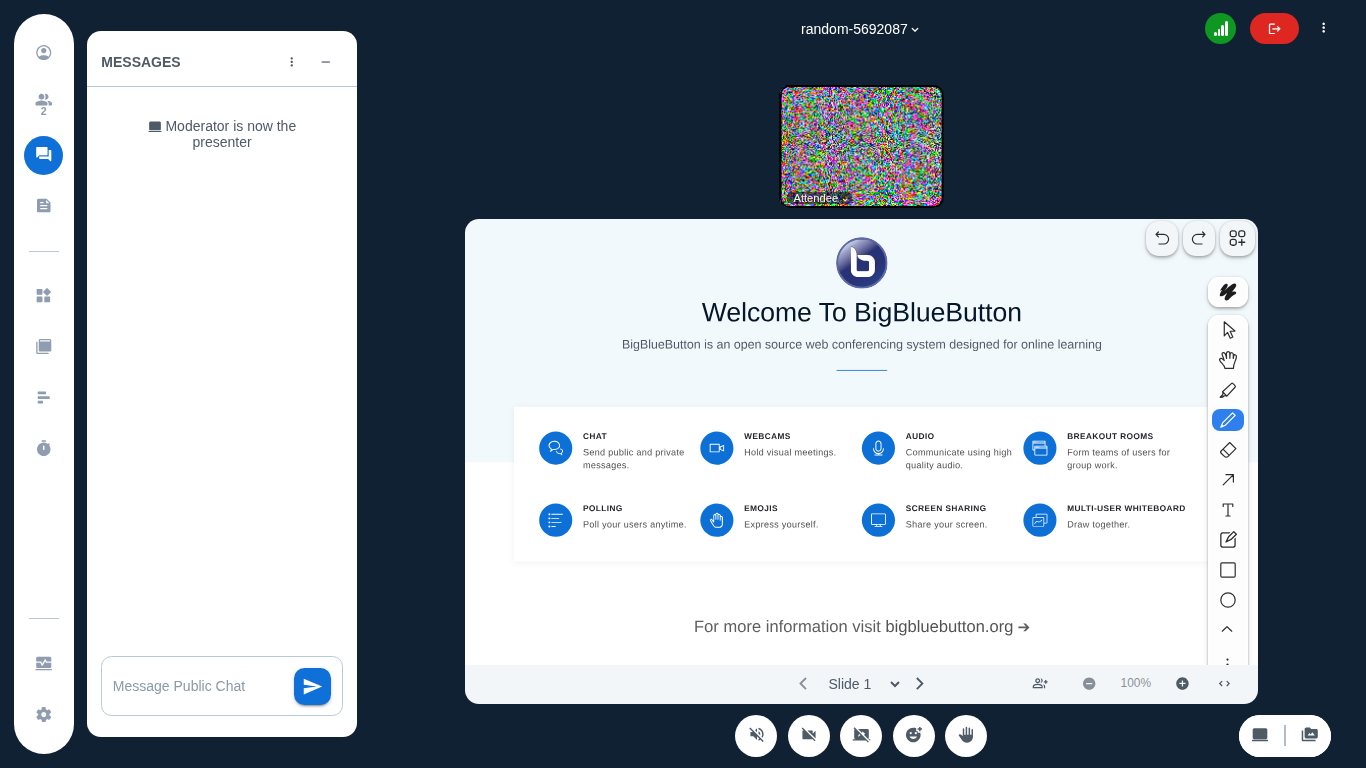 random-5692087
2
MESSAGES
Moderator is now the
presenter
Message Public Chat
Attendee
Welcome To BigBlueButton
BigBlueButton is an open source web conferencing system designed for online learning
CHAT
Send public and private
messages.
WEBCAMS
Hold visual meetings.
AUDIO
Communicate using high
quality audio.
BREAKOUT ROOMS
Form teams of users for
group work.
POLLING
Poll your users anytime.
EMOJIS
Express yourself.
SCREEN SHARING
Share your screen.
MULTI-USER WHITEBOARD
Draw together.
For more information visit bigbluebutton.org →
Slide 1
100%